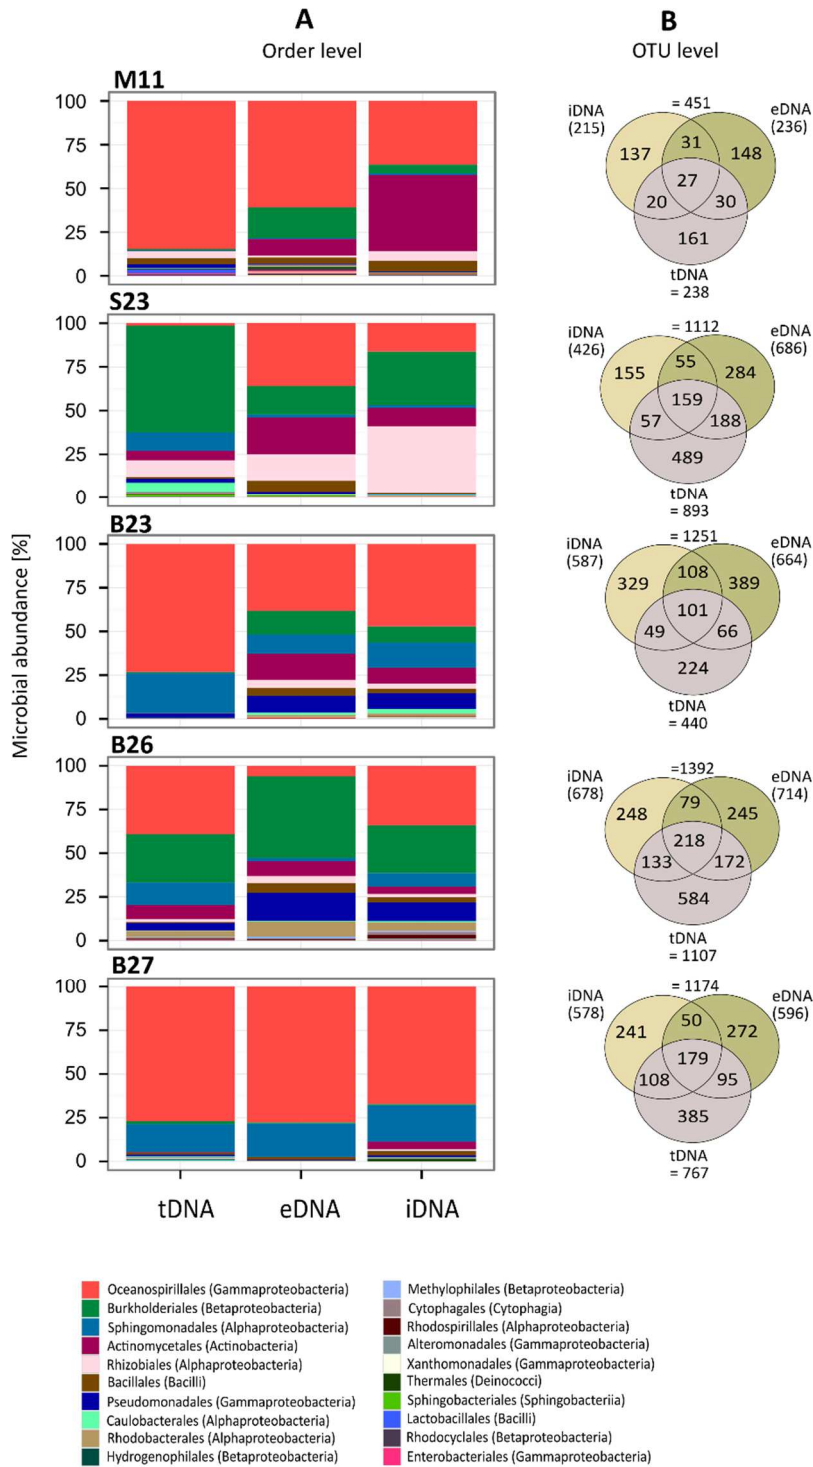 A
B
Order level
OTU level
M11
100
75
50
25
0
iDNA
(215)
= 451
eDNA
(236)
137
31
148
27
20
30
161
tDNA
= 238
S23
100
75
50
25
0
iDNA
(426)
= 1112
eDNA
(686)
155
55
284
159
57
188
489
tDNA
= 893
B23
100
75
50
25
0
iDNA
(587)
= 1251
eDNA
(664)
329
108
389
101
49
66
224
tDNA
= 440
B26
100
75
50
25
0
iDNA
(678)
=1392
eDNA
(714)
248
79
245
218
133
172
584
tDNA
= 1107
B27
100
75
50
25
0
iDNA
(578)
= 1174
eDNA
(596)
241
50
272
179
108
95
385
tDNA
= 767
Microbial abundance [%]
tDNA
eDNA
iDNA
Oceanospirillales (Gammaproteobacteria)
Burkholderiales (Betaproteobacteria)
Sphingomonadales (Alphaproteobacteria)
Actinomycetales (Actinobacteria)
Rhizobiales (Alphaproteobacteria)
Bacillales (Bacilli)
Pseudomonadales (Gammaproteobacteria)
Caulobacterales (Alphaproteobacteria)
Rhodobacterales (Alphaproteobacteria)
Hydrogenophilales (Betaproteobacteria)
Methylophilales (Betaproteobacteria)
Cytophagales (Cytophagia)
Rhodospirillales (Alphaproteobacteria)
Alteromonadales (Gammaproteobacteria)
Xanthomonadales (Gammaproteobacteria)
Thermales (Deinococci)
Sphingobacteriales (Sphingobacteriia)
Lactobacillales (Bacilli)
Rhodocyclales (Betaproteobacteria)
Enterobacteriales (Gammaproteobacteria)